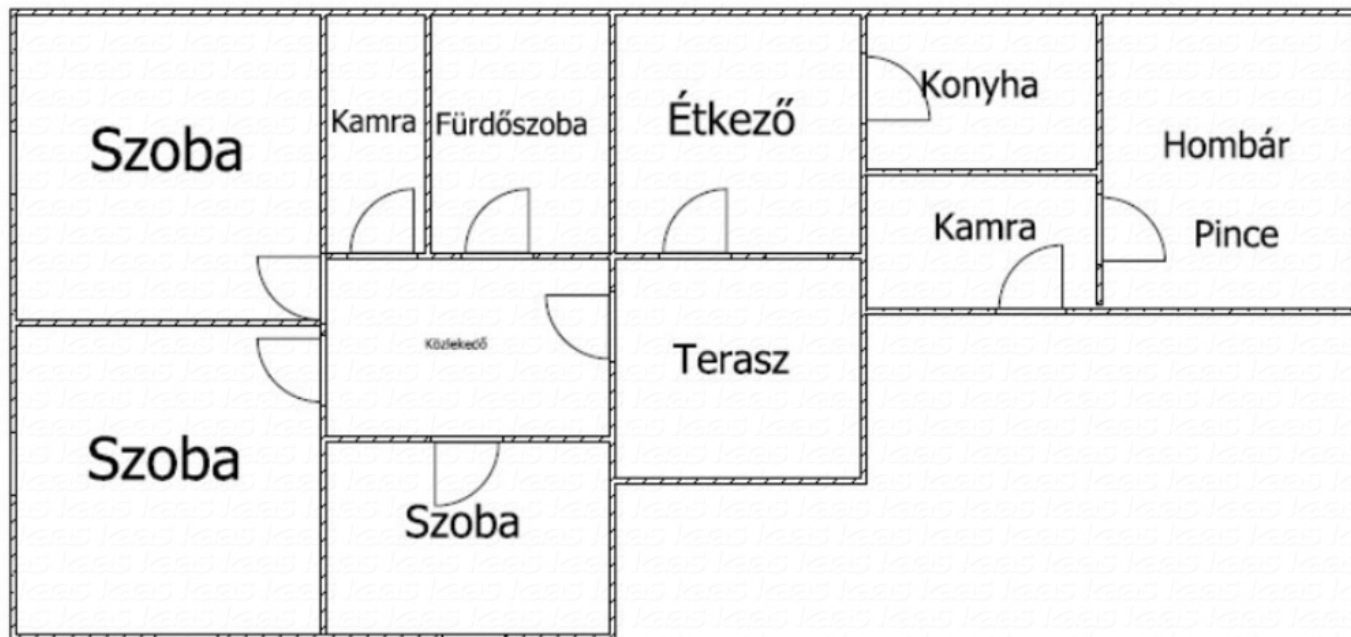 Szoba
Kamra
Fürdőszoba
Étkező
Konyha
Hombár
Kamra
Pince
Közlekedő
Terasz
Szoba
Szoba